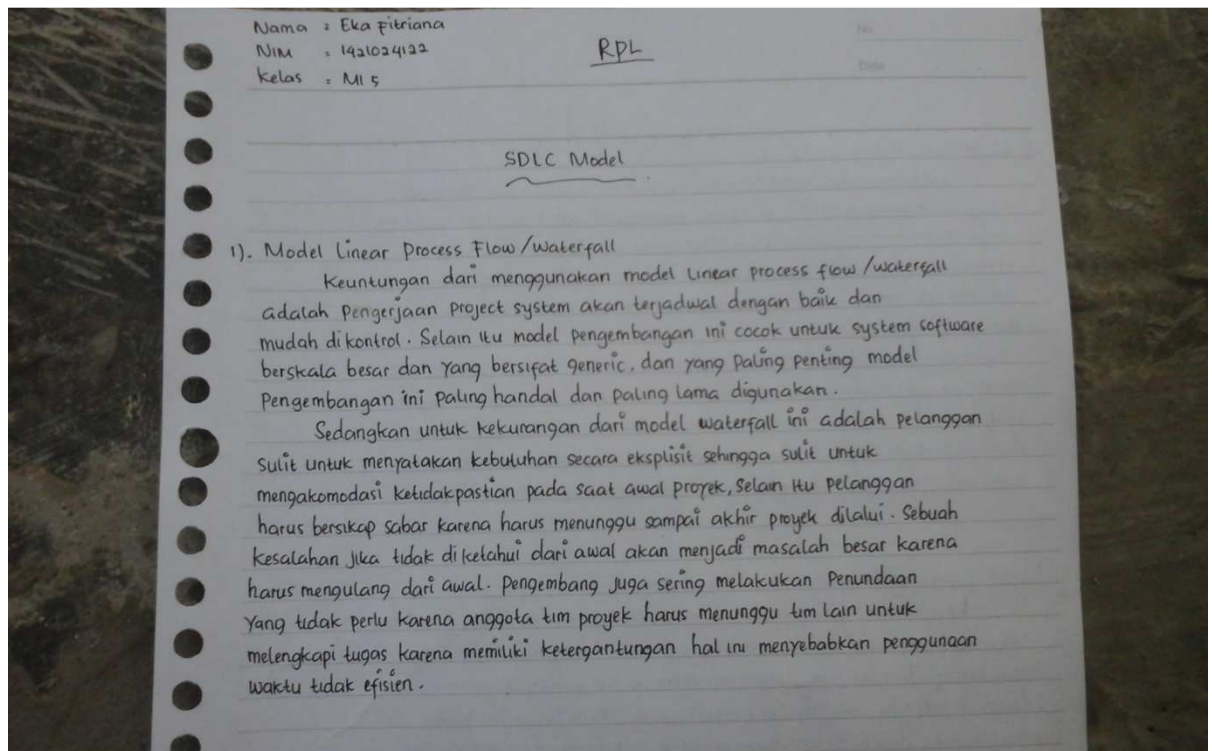 Nama : Eka Fitriana
NIM : 1421024122
Kelas : MI 5
RPL
No
Date
SDLC Model
1). Model Linear Process Flow/Waterfall
Keuntungan dari menggunakan model Linear process flow/waterfall
adalah Pengerjaan Project system akan terjadwal dengan baik dan
mudah di kontrol. Selain itu model pengembangan ini cocok untuk system software
berskala besar dan yang bersifat generic, dan yang paling penting model
Pengembangan ini paling handal dan paling lama digunakan.
Sedangkan untuk kekurangan dari model waterfall ini adalah pelanggan
sulit untuk menyatakan kebutuhan secara eksplisit sehingga sulit untuk
mengakomodasi ketidakpastian pada saat awal proyek, Selain itu pelanggan
harus bersikap sabar karena harus menunggu sampai akhir proyek dilalui. Sebuah
kesalahan jika tidak di ketahui dari awal akan menjadi masalah besar karena
harus mengulang dari awal. Pengembang Juga sering melakukan Penundaan
Yang tidak perlu karena anggota tim proyek harus menunggu tim lain untuk
melengkapi tugas karena memiliki ketergantungan hal ini menyebabkan penggunaan
waktu tidak efisien.